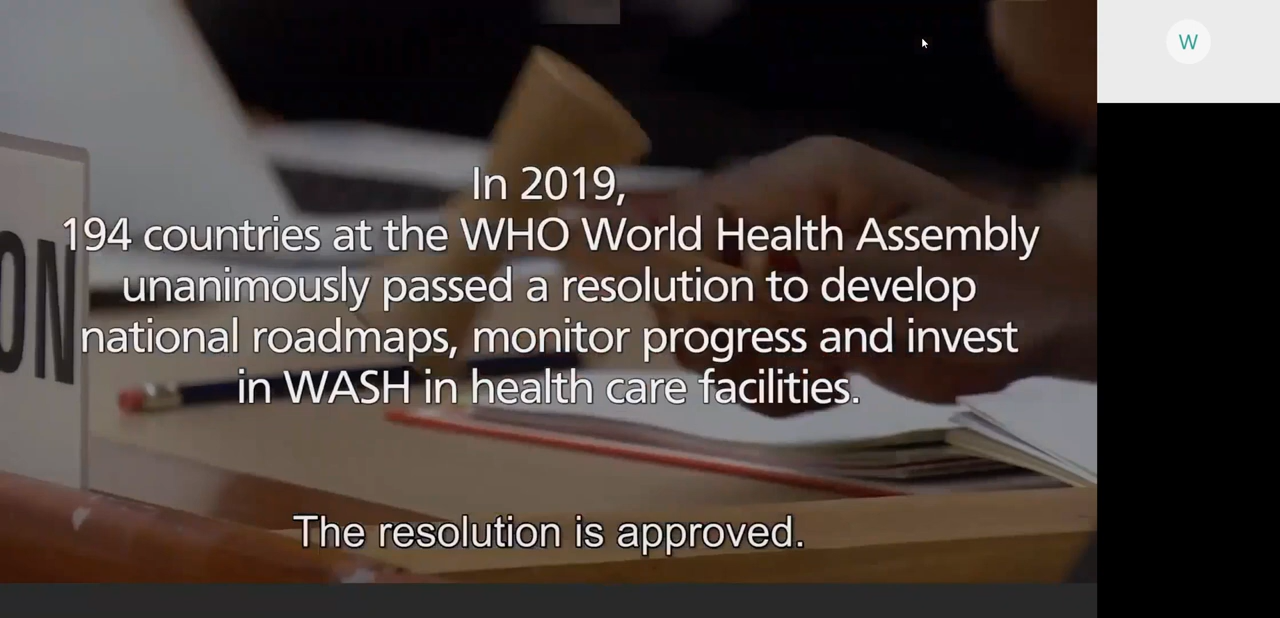 In 2019,
194 countries at the WHO World Health Assembly
unanimously passed a resolution to develop
national roadmaps, monitor progress and invest
in WASH in health care facilities.
The resolution is approved.
ON
W